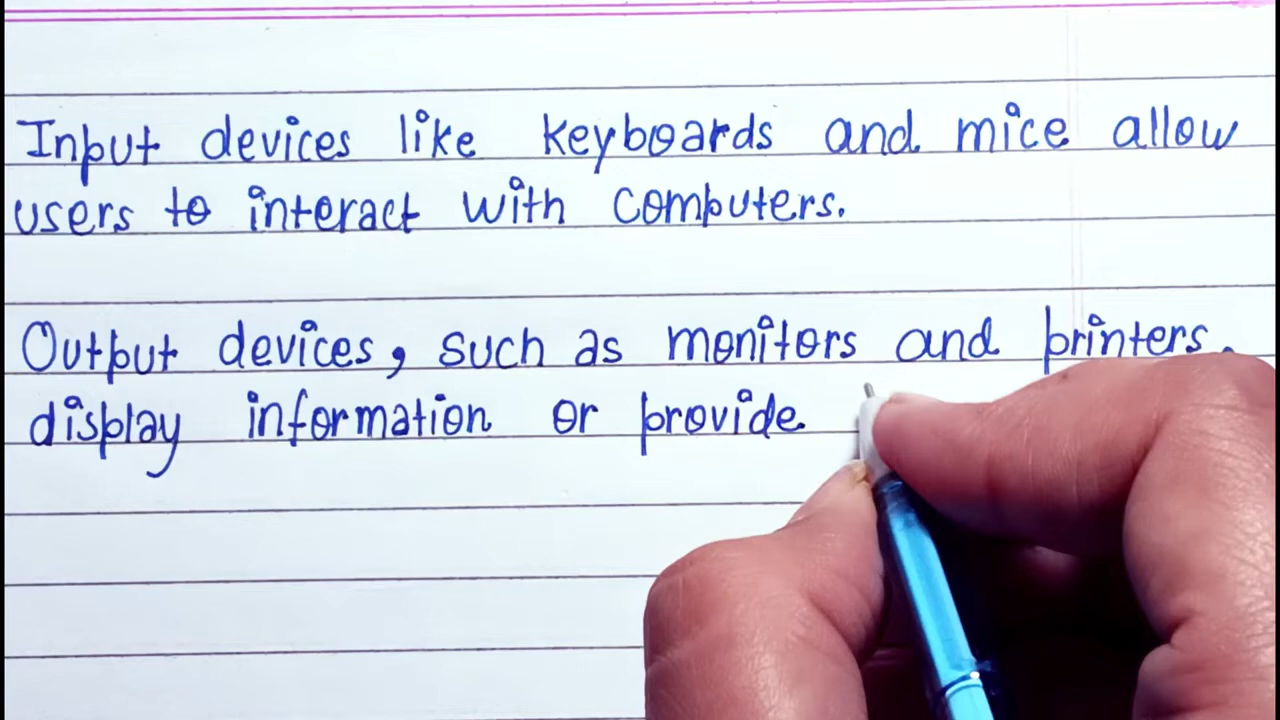 Input devices like keyboards and mice allow
users to interact with computers.
Output devices, such as monitors and printers,
display information or provide